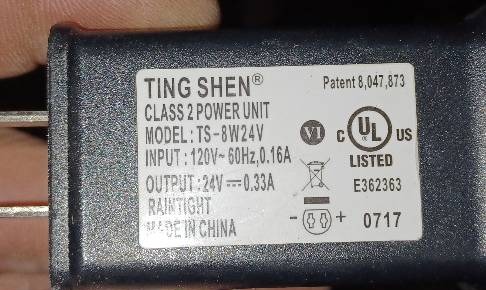 TING SHEN®
Patent 8,047,873
CLASS 2 POWER UNIT
MODEL : TS-8W24V
INPUT : 120V~ 60Hz, 0.16A
OUTPUT : 24V⎓0.33A
RAINTIGHT
MADE IN CHINA
VI
C UL US
®
LISTED
E362363
- +
0717